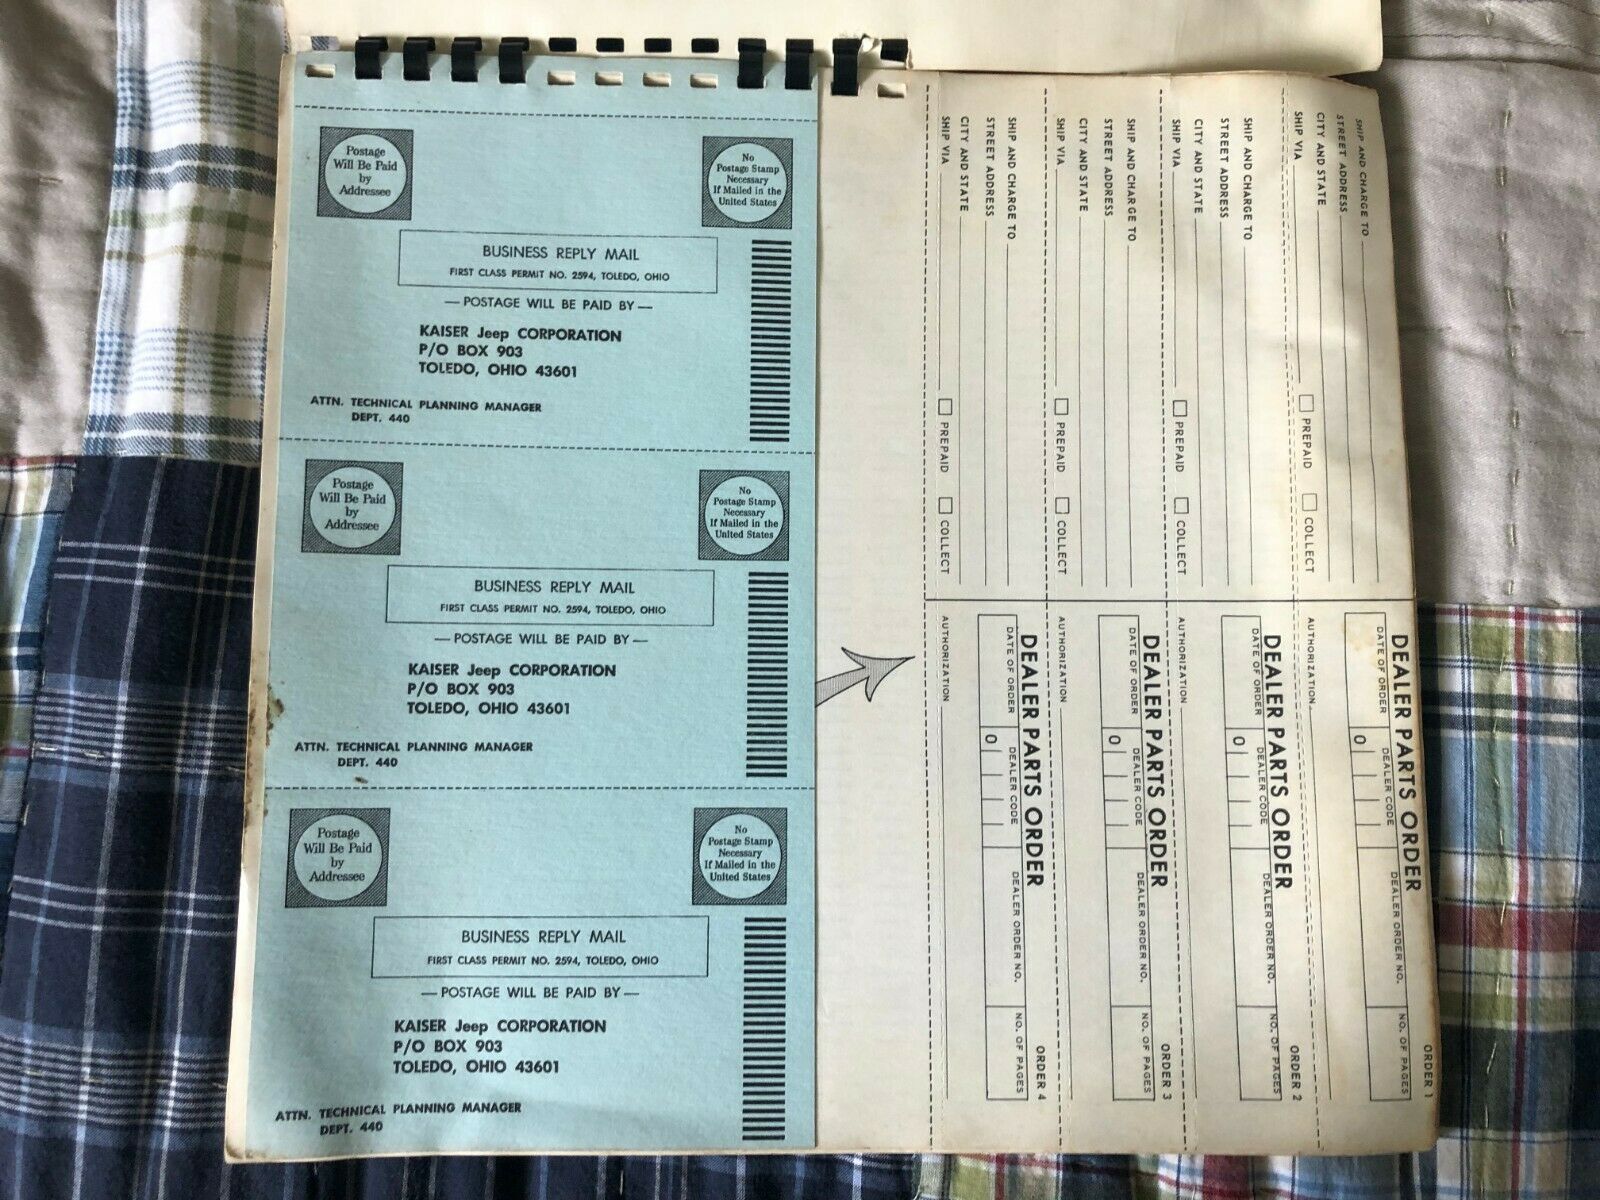 Postage
Will Be Paid
by
Addressee
No
Postage Stamp
Necessary
If Mailed in the
United States
BUSINESS REPLY MAIL
FIRST CLASS PERMIT NO. 2594, TOLEDO, OHIO
— POSTAGE WILL BE PAID BY —
KAISER Jeep CORPORATION
P/O BOX 903
TOLEDO, OHIO 43601
ATTN. TECHNICAL PLANNING MANAGER
DEPT. 440
Postage
Will Be Paid
by
Addressee
No
Postage Stamp
Necessary
If Mailed in the
United States
BUSINESS REPLY MAIL
FIRST CLASS PERMIT NO. 2594, TOLEDO, OHIO
— POSTAGE WILL BE PAID BY —
KAISER Jeep CORPORATION
P/O BOX 903
TOLEDO, OHIO 43601
ATTN. TECHNICAL PLANNING MANAGER
DEPT. 440
Postage
Will Be Paid
by
Addressee
No
Postage Stamp
Necessary
If Mailed in the
United States
BUSINESS REPLY MAIL
FIRST CLASS PERMIT NO. 2594, TOLEDO, OHIO
— POSTAGE WILL BE PAID BY —
KAISER Jeep CORPORATION
P/O BOX 903
TOLEDO, OHIO 43601
ATTN. TECHNICAL PLANNING MANAGER
DEPT. 440
ORDER 1
DEALER PARTS ORDER
DATE OF ORDER DEALER CODE DEALER ORDER NO. NO. OF PAGES
0
SHIP AND CHARGE TO
STREET ADDRESS
CITY AND STATE
SHIP VIA PREPAID COLLECT
AUTHORIZATION
ORDER 2
DEALER PARTS ORDER
DATE OF ORDER DEALER CODE DEALER ORDER NO. NO. OF PAGES
0
SHIP AND CHARGE TO
STREET ADDRESS
CITY AND STATE
SHIP VIA PREPAID COLLECT
AUTHORIZATION
ORDER 3
DEALER PARTS ORDER
DATE OF ORDER DEALER CODE DEALER ORDER NO. NO. OF PAGES
0
SHIP AND CHARGE TO
STREET ADDRESS
CITY AND STATE
SHIP VIA PREPAID COLLECT
AUTHORIZATION
ORDER 4
DEALER PARTS ORDER
DATE OF ORDER DEALER CODE DEALER ORDER NO. NO. OF PAGES
0
SHIP AND CHARGE TO
STREET ADDRESS
CITY AND STATE
SHIP VIA PREPAID COLLECT
AUTHORIZATION